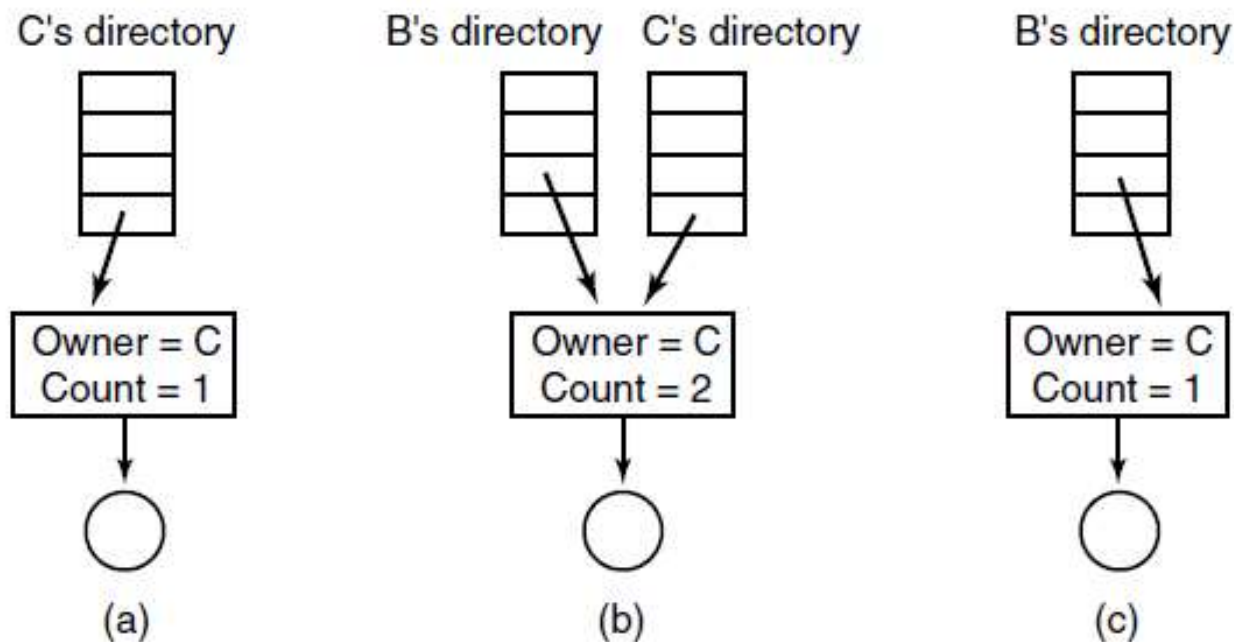 C's directory
B's directory C's directory
B's directory
Owner = C
Count = 1
Owner = C
Count = 2
Owner = C
Count = 1
(a)
(b)
(c)